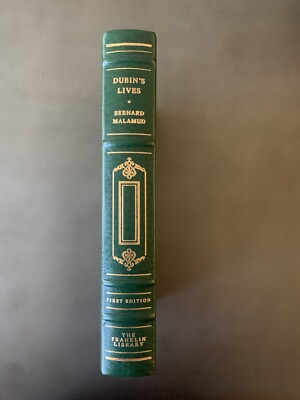 DUBIN'S
LIVES
BERNARD
MALAMUD
FIRST EDITION
THE
FRANKLIN
LIBRARY